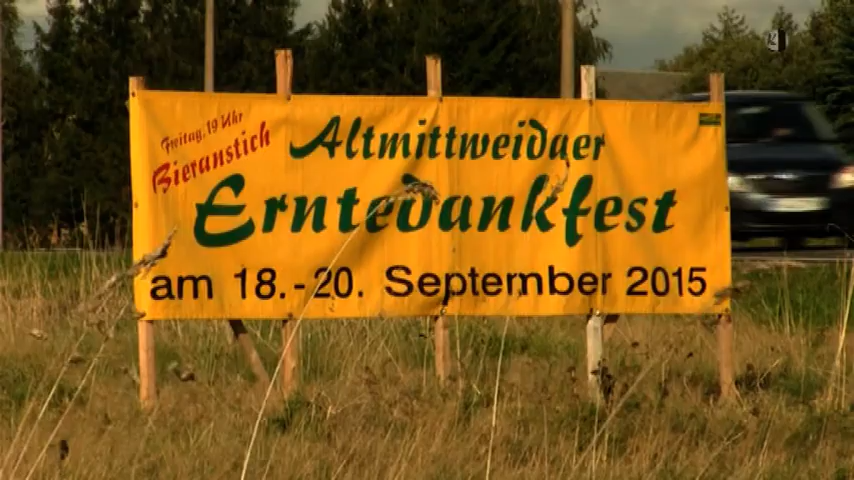 Freitag, 19 Uhr
Bieranstich
Altmittweidaer
Erntedankfest
am 18.-20. September 2015